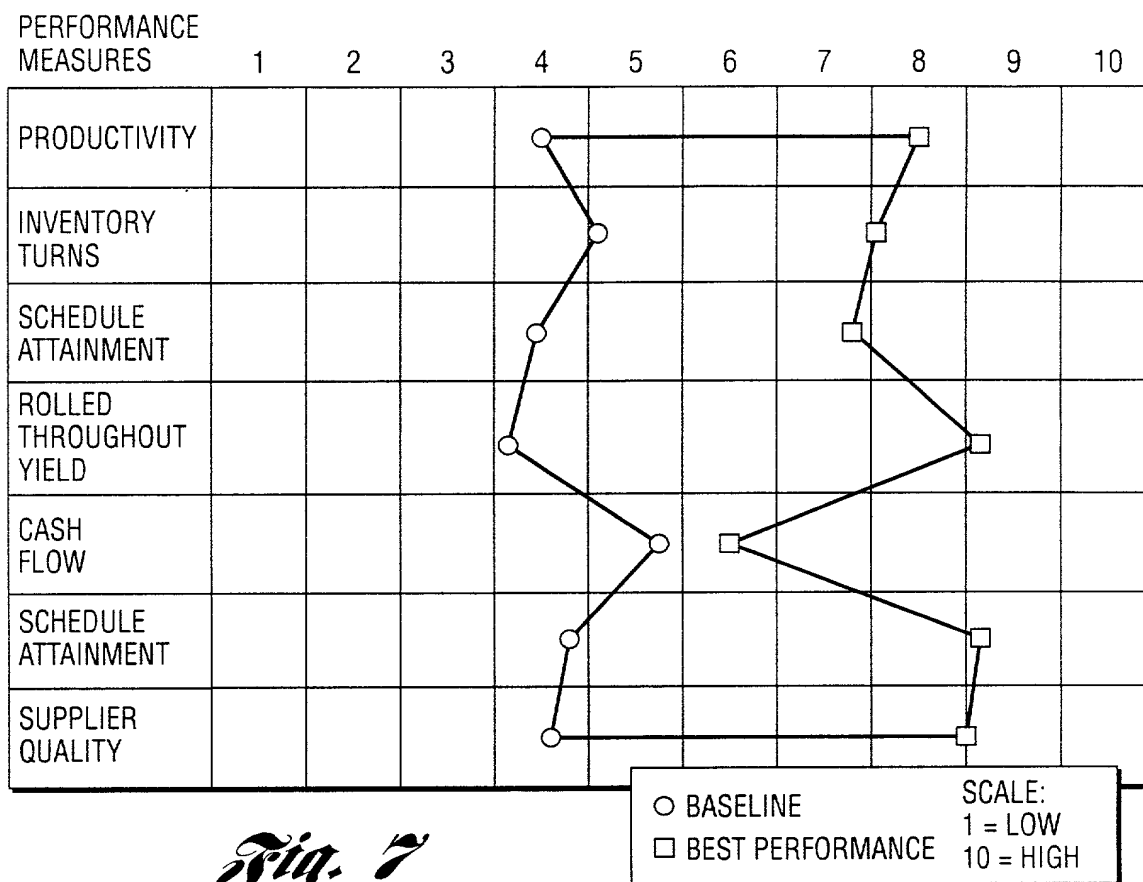 PERFORMANCE
MEASURES 1 2 3 4 5 6 7 8 9 10
PRODUCTIVITY
INVENTORY
TURNS
SCHEDULE
ATTAINMENT
ROLLED
THROUGHOUT
YIELD
CASH
FLOW
SCHEDULE
ATTAINMENT
SUPPLIER
QUALITY
BASELINE
BEST PERFORMANCE
SCALE:
1 = LOW
10 = HIGH
Fig. 7